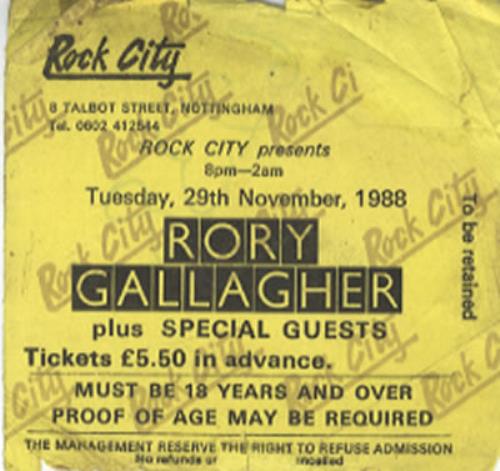 Rock City
8 TALBOT STREET, NOTTINGHAM
Tel. 0602 412544
ROCK CITY presents
8pm—2am
Tuesday, 29th November, 1988
RORY
GALLAGHER
plus SPECIAL GUESTS
Tickets £5.50 in advance.
MUST BE 18 YEARS AND OVER
PROOF OF AGE MAY BE REQUIRED
THE MANAGEMENT RESERVE THE RIGHT TO REFUSE ADMISSION
No refunds or
To be retained